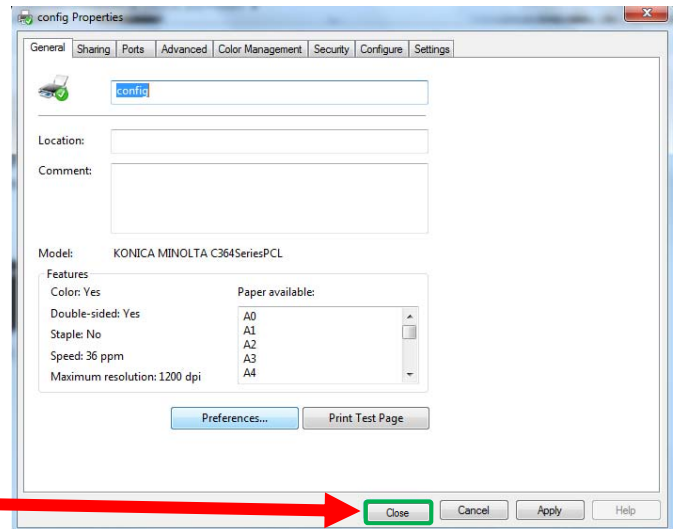 config Properties
General Sharing Ports Advanced Color Management Security Configure Settings
config
Location:
Comment:
Model: KONICA MINOLTA C364SeriesPCL
Features
Color: Yes Paper available:
Double-sided: Yes A0
Staple: No A1
A2
Speed: 36 ppm A3
Maximum resolution: 1200 dpi A4
Preferences... Print Test Page
Close Cancel Apply Help